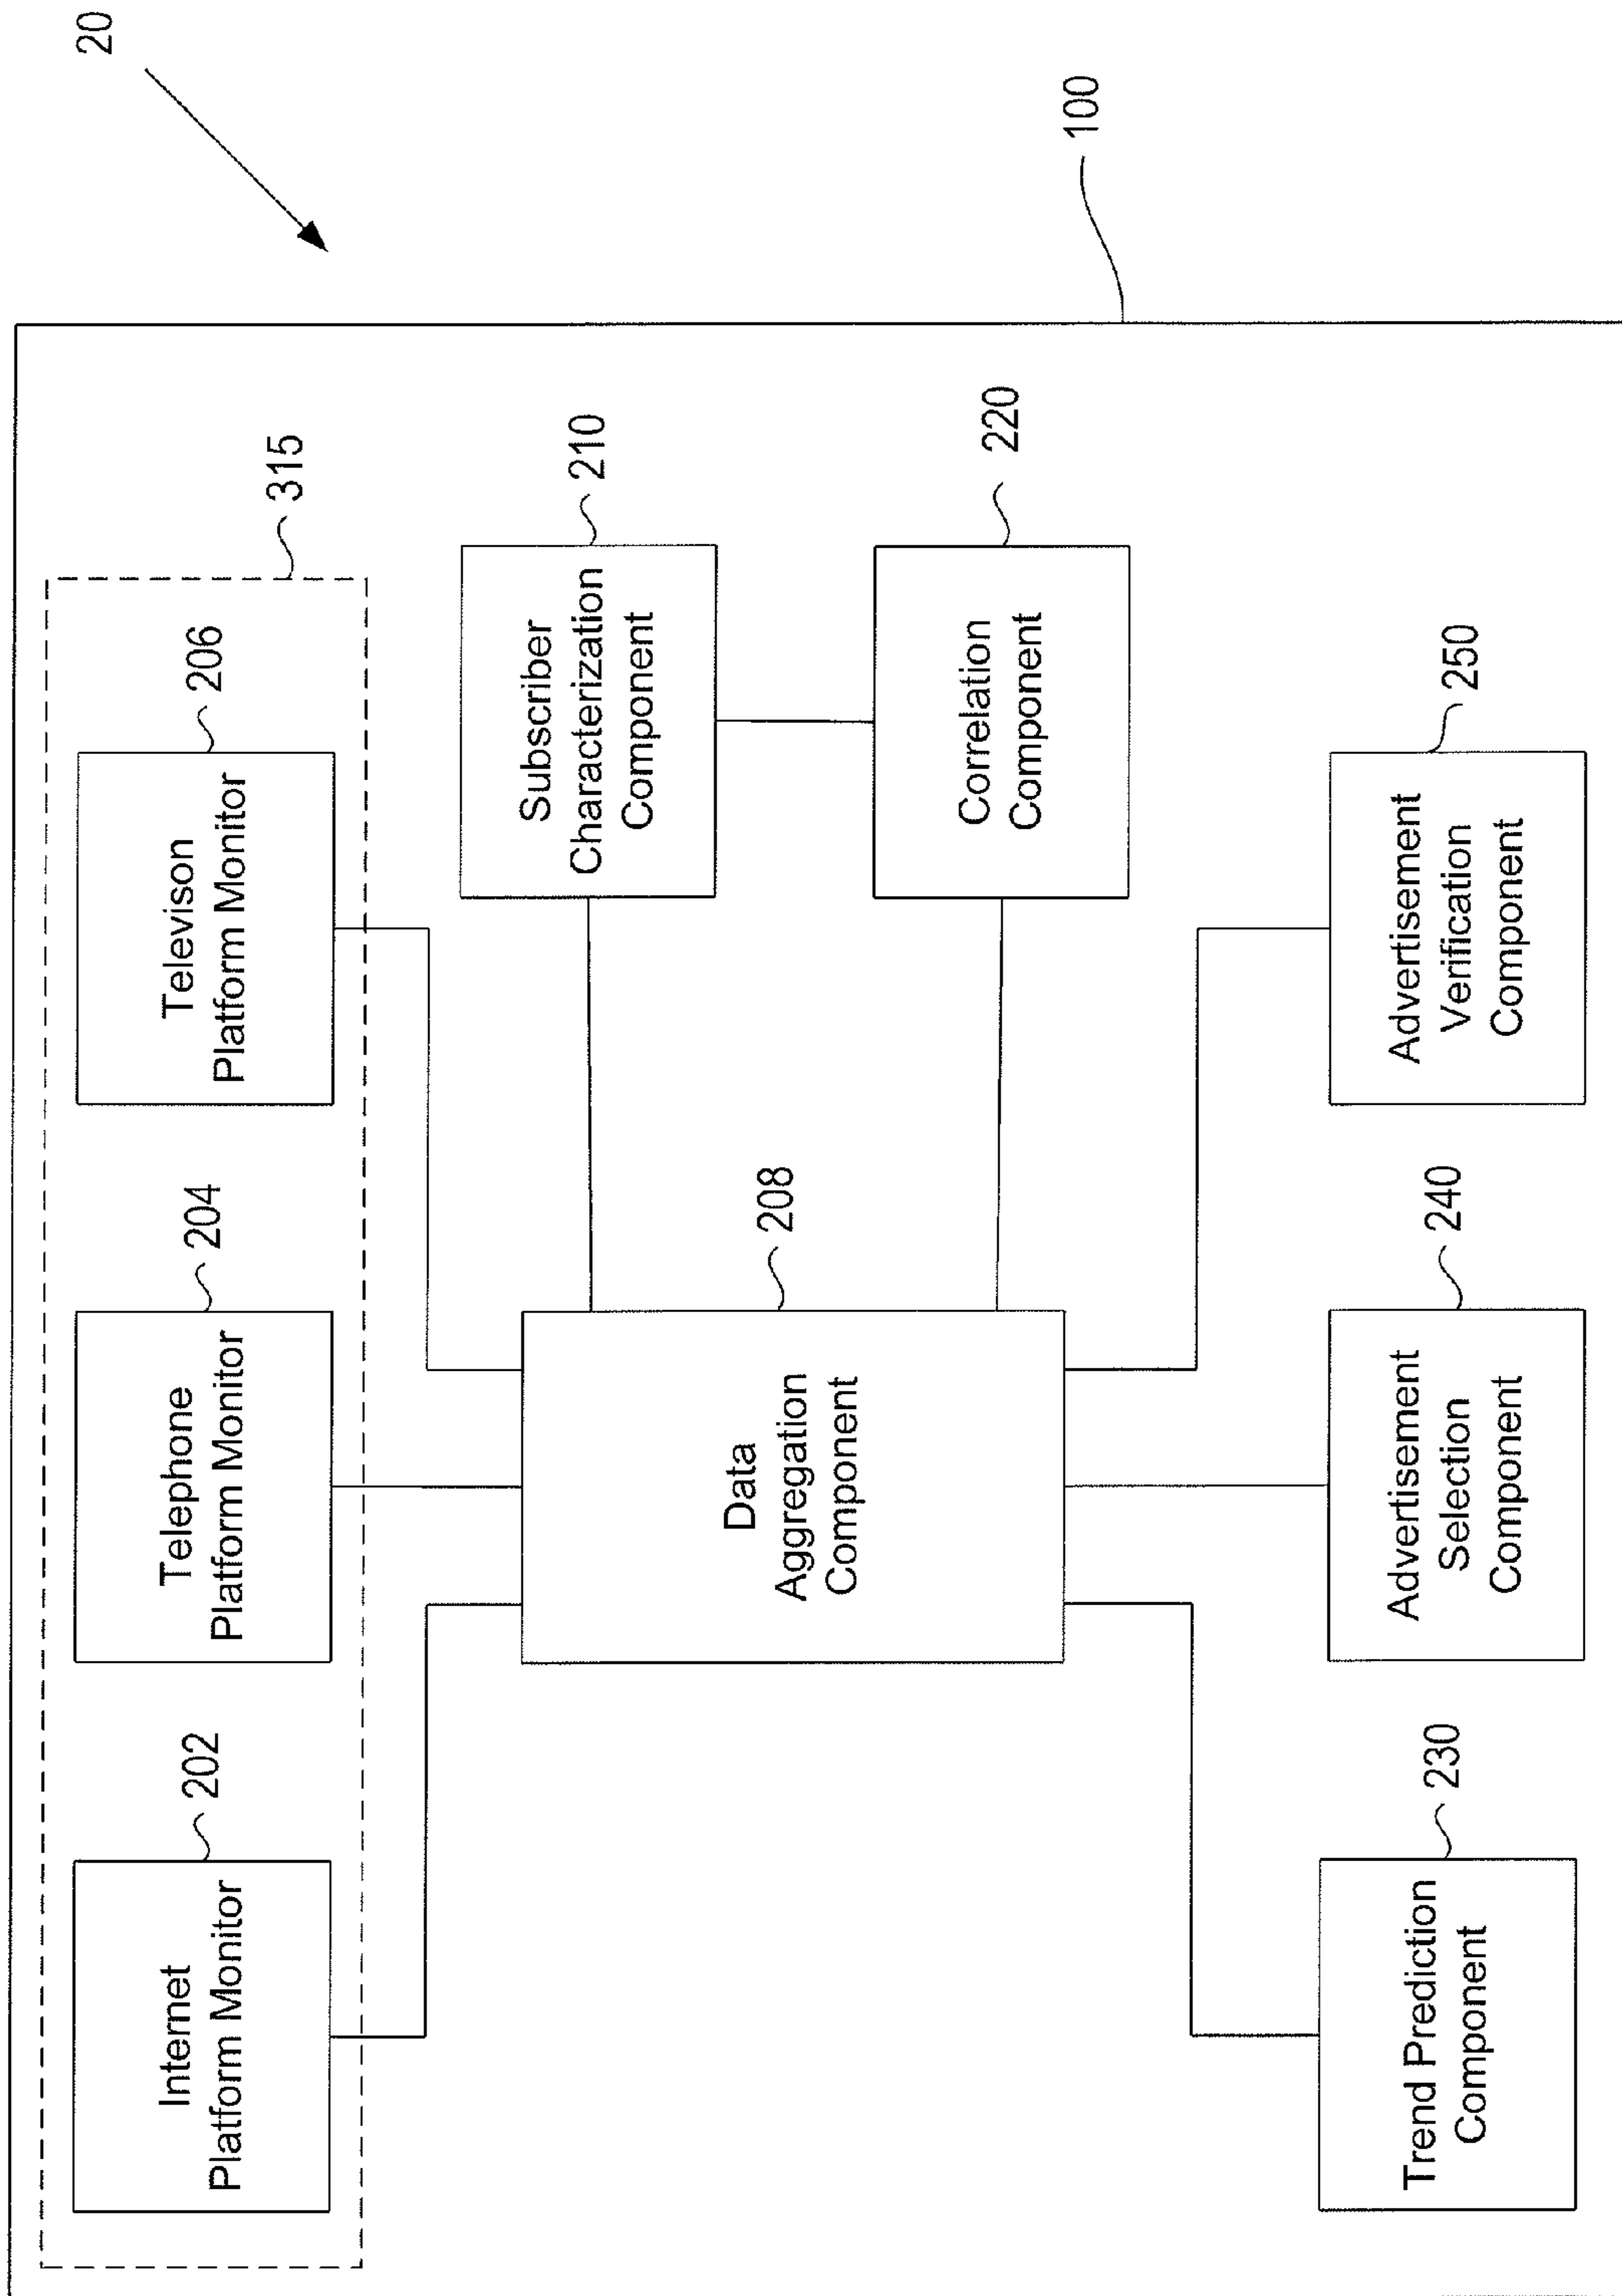 20
100
315
202
Internet
Platform Monitor
204
Telephone
Platform Monitor
206
Televison
Platform Monitor
208
Data
Aggregation
Component
210
Subscriber
Characterization
Component
220
Correlation
Component
230
Trend Prediction
Component
240
Advertisement
Selection
Component
250
Advertisement
Verification
Component